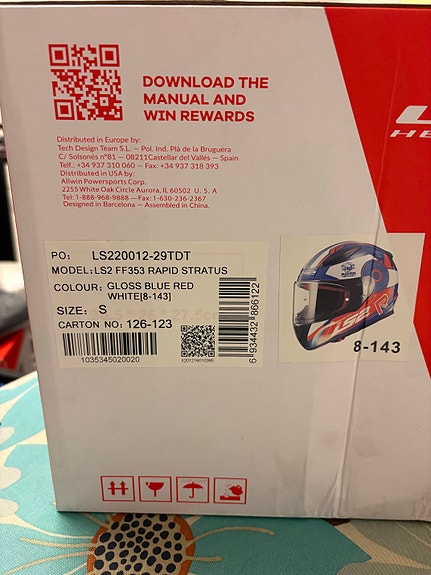 DOWNLOAD THE
MANUAL AND
WIN REWARDS
Distributed in Europe by:
Tech Design Team S.L. – Pol. Ind. Plà de la Bruguera
C/ Solsonès nº81 – 08211Castellar del Vallés – Spain
Telf.: +34 937 310 060 – Fax: +34 937 318 393
Distributed in USA by:
Allwin Powersports Corp.
2255 White Oak Circle Aurora, IL 60502 U. S. A
Tel: 1-888-968-9888 – Fax: 1-630-236-2367
Designed in Barcelona – Assembled in China.
HE
PO: LS220012-29TDT
MODEL: LS2 FF353 RAPID STRATUS
COLOUR: GLOSS BLUE RED
WHITE[8-143]
SIZE: S
CARTON NO: 126-123
1035345020020
6 934432 866122
8-143